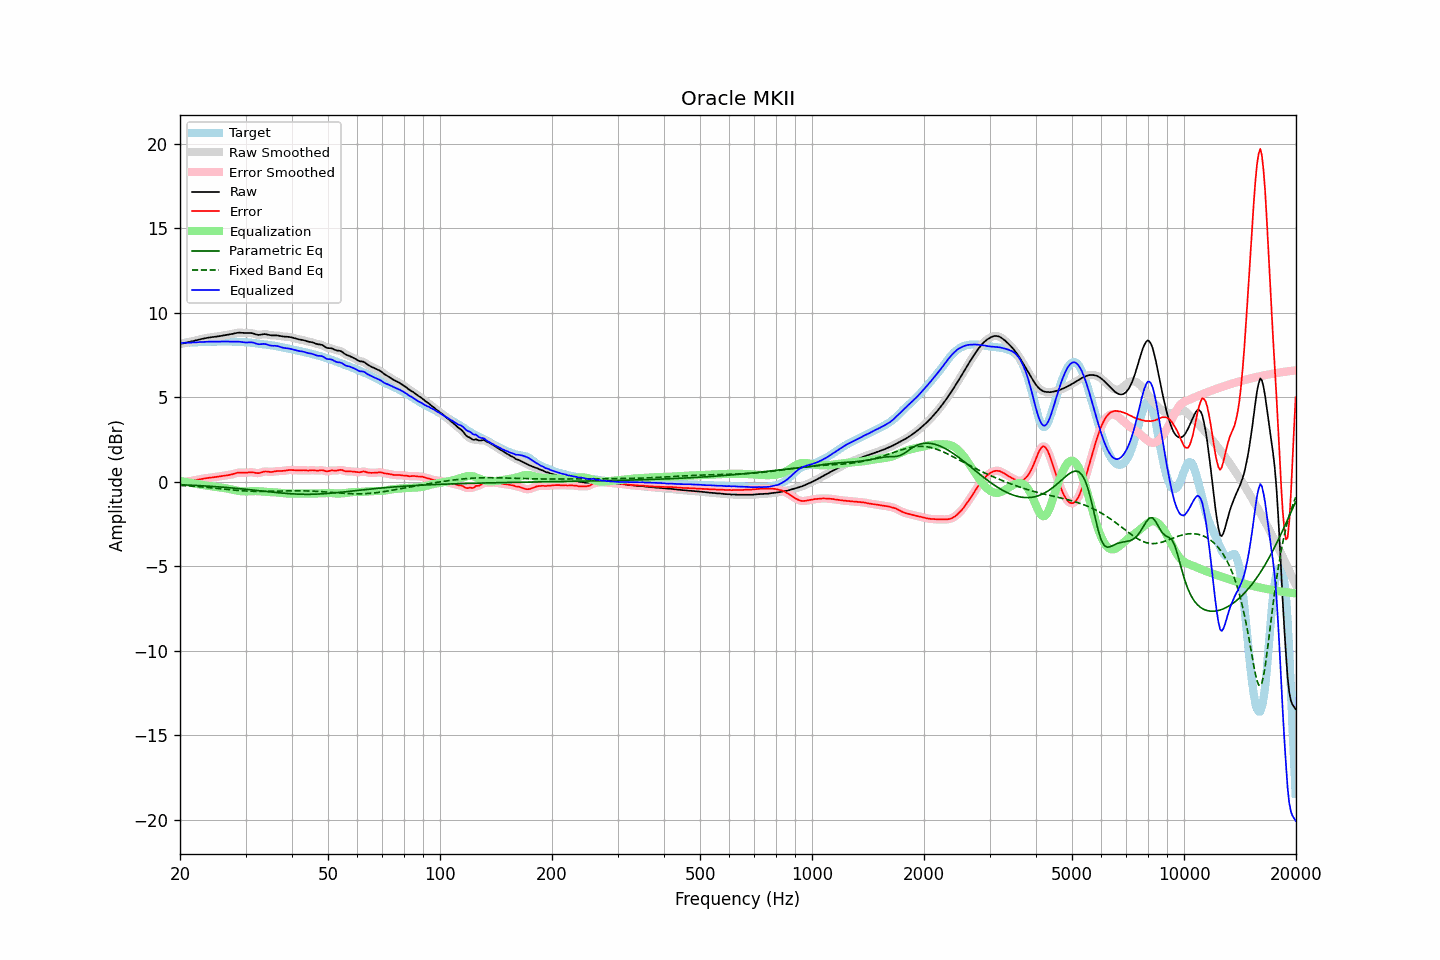 Oracle MKII
Target
Raw Smoothed
Error Smoothed
Raw
Error
Equalization
Parametric Eq
Fixed Band Eq
Equalized
20
15
10
5
0
−5
−10
−15
−20
Amplitude (dBr)
20 50 100 200 500 1000 2000 5000 10000 20000
Frequency (Hz)